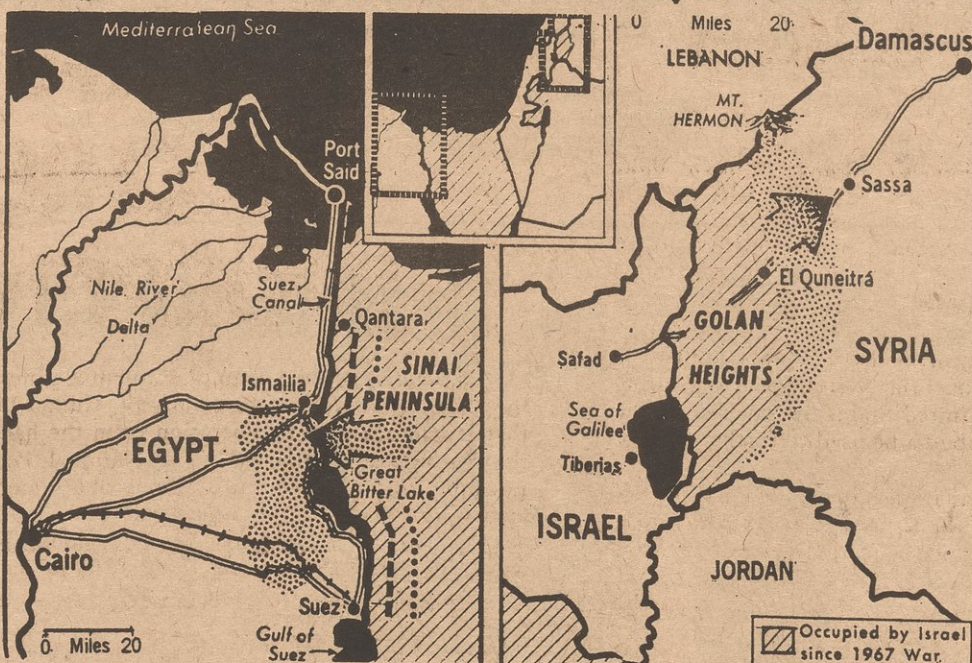 Mediterranean Sea
Port
Said
Nile River
Delta
Suez
Canal
Qantara
SINAI
PENINSULA
Ismailia
EGYPT
Great
Bitter Lake
Cairo
Suez
Gulf of
Suez
0 Miles 20
0 Miles 20
LEBANON
Damascus
MT.
HERMON
Sassa
El Quneitrá
GOLAN
HEIGHTS
SYRIA
Safad
Sea of
Galilee
Tiberias
ISRAEL
JORDAN
Occupied by Israel
since 1967 War.